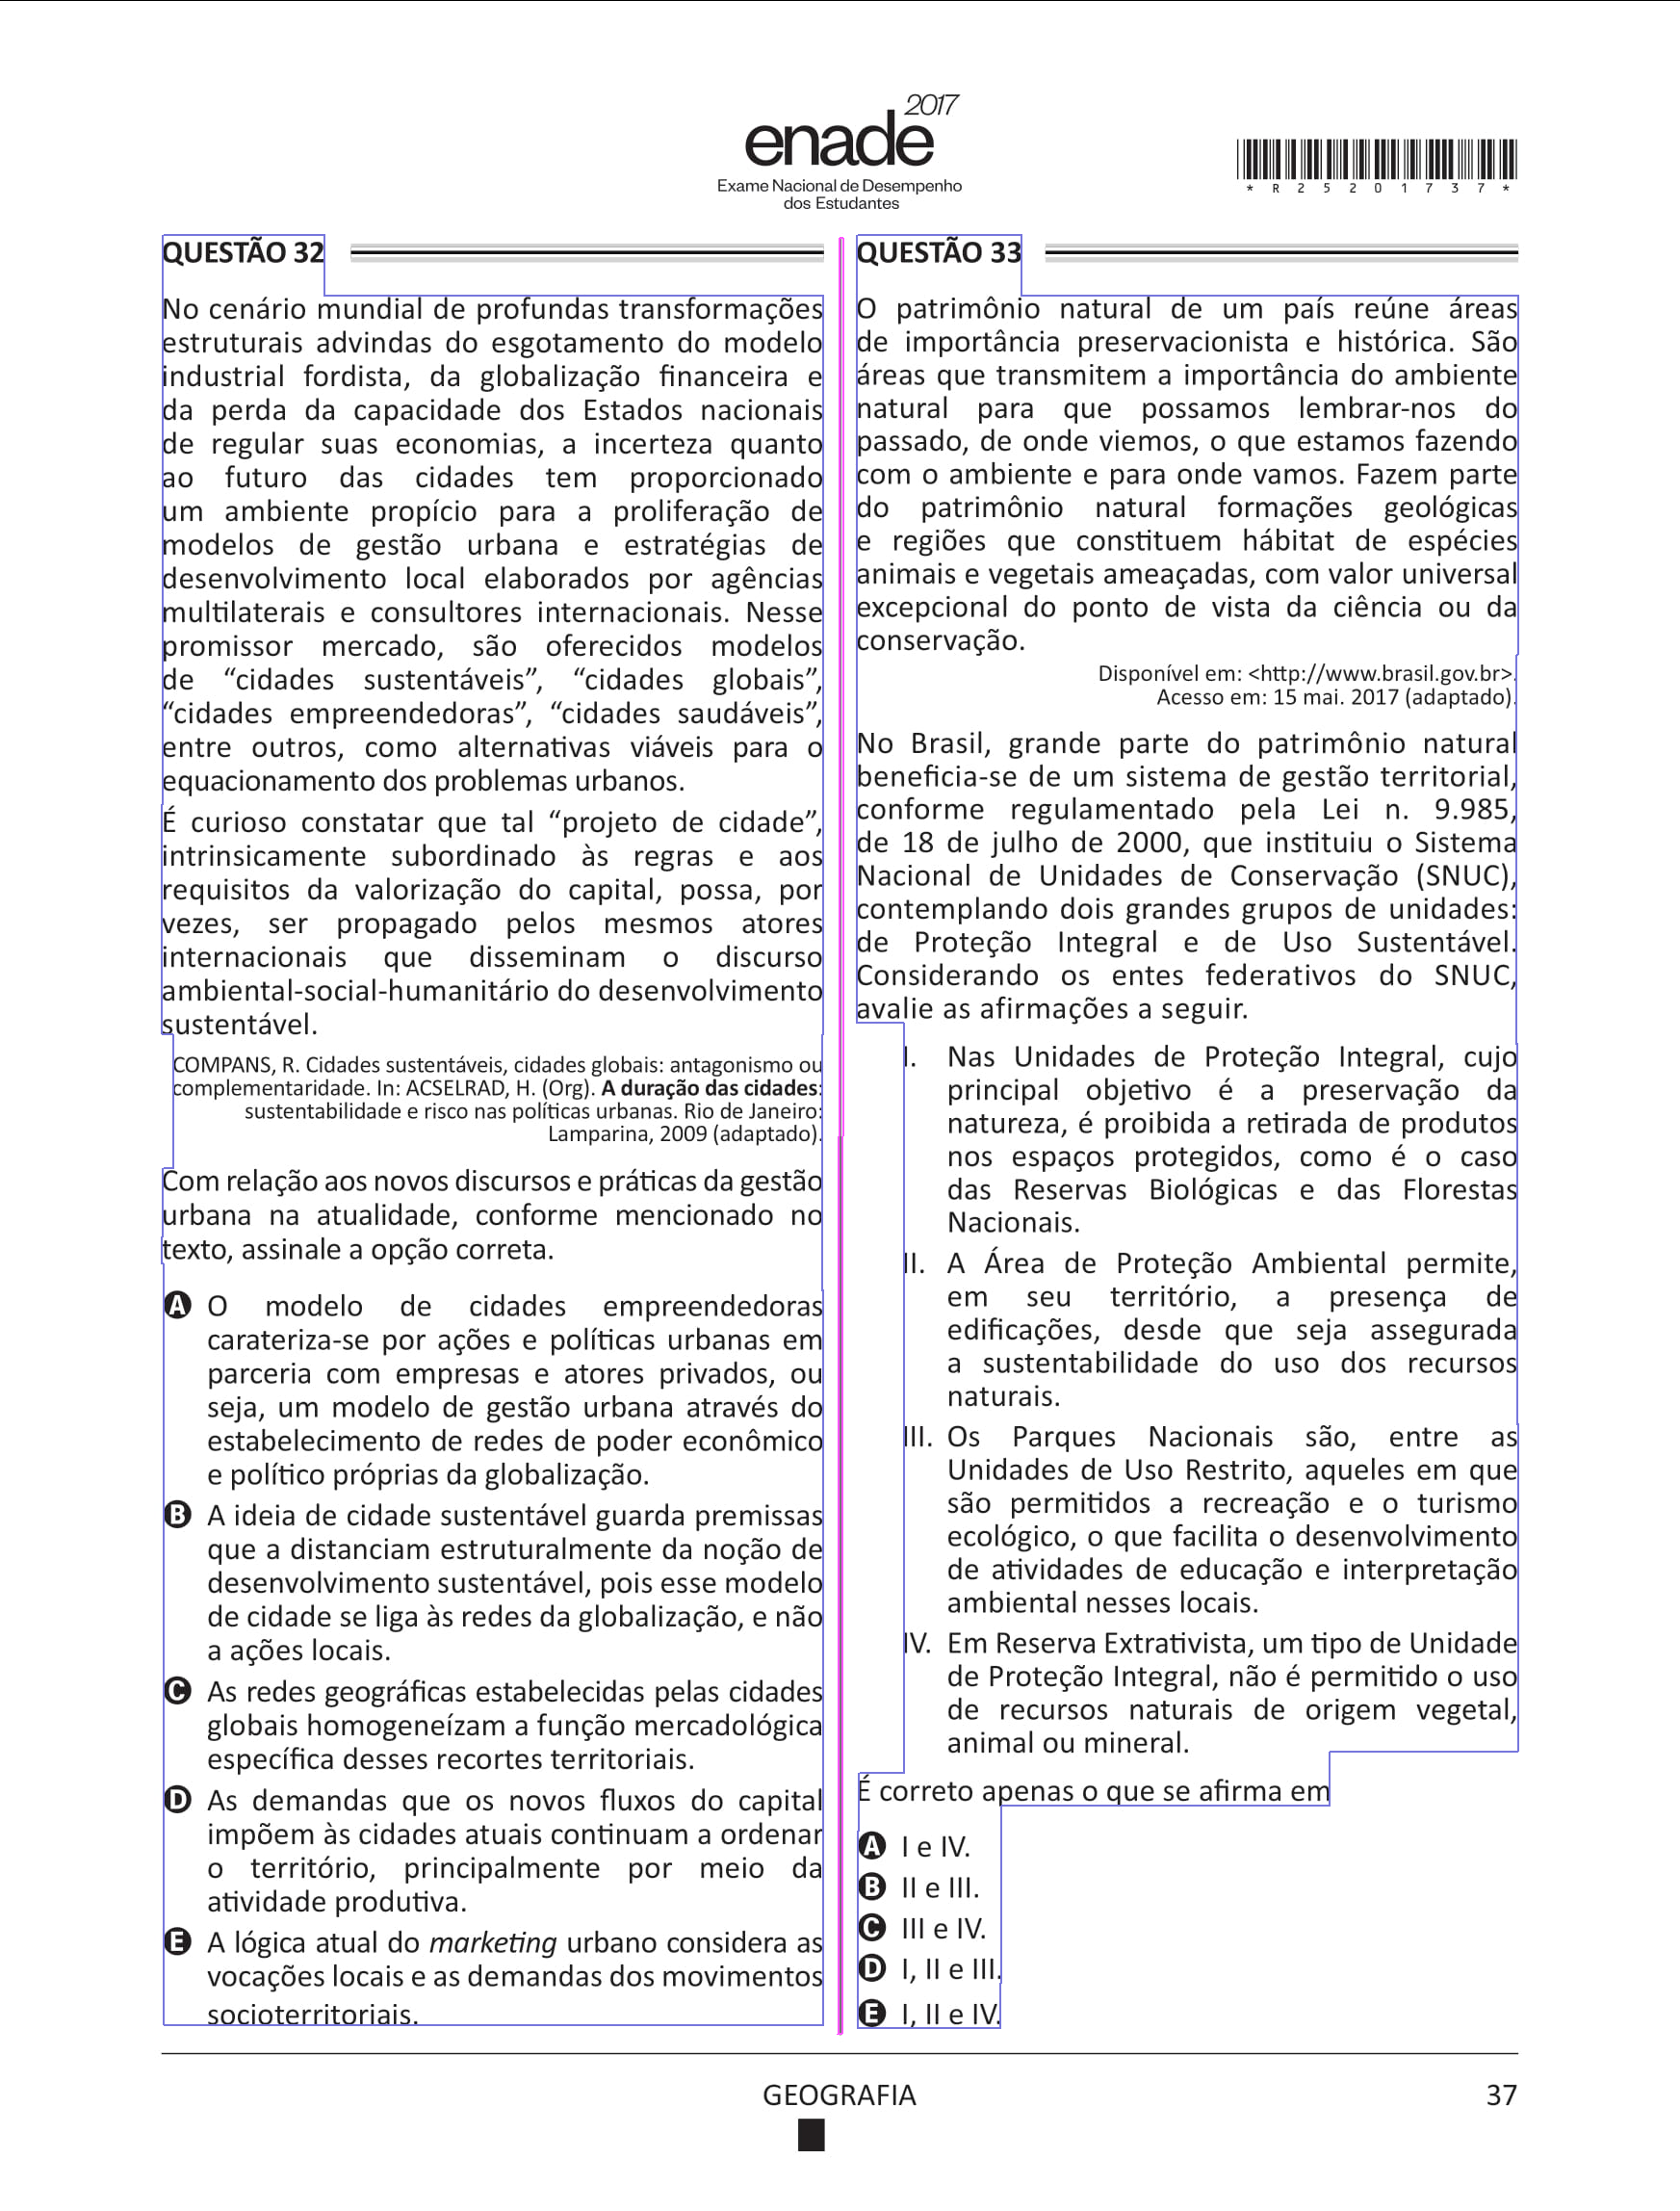 enade 2017
Exame Nacional de Desempenho
dos Estudantes
* R 2 5 2 0 1 7 3 7 *
QUESTÃO 32
No cenário mundial de profundas transformações
estruturais advindas do esgotamento do modelo
industrial fordista, da globalização financeira e
da perda da capacidade dos Estados nacionais
de regular suas economias, a incerteza quanto
ao futuro das cidades tem proporcionado
um ambiente propício para a proliferação de
modelos de gestão urbana e estratégias de
desenvolvimento local elaborados por agências
multilaterais e consultores internacionais. Nesse
promissor mercado, são oferecidos modelos
de “cidades sustentáveis”, “cidades globais”,
“cidades empreendedoras”, “cidades saudáveis”,
entre outros, como alternativas viáveis para o
equacionamento dos problemas urbanos.
É curioso constatar que tal “projeto de cidade”,
intrinsicamente subordinado às regras e aos
requisitos da valorização do capital, possa, por
vezes, ser propagado pelos mesmos atores
internacionais que disseminam o discurso
ambiental-social-humanitário do desenvolvimento
sustentável.
COMPANS, R. Cidades sustentáveis, cidades globais: antagonismo ou
complementaridade. In: ACSELRAD, H. (Org). A duração das cidades:
sustentabilidade e risco nas políticas urbanas. Rio de Janeiro:
Lamparina, 2009 (adaptado).
Com relação aos novos discursos e práticas da gestão
urbana na atualidade, conforme mencionado no
texto, assinale a opção correta.
A O modelo de cidades empreendedoras
carateriza-se por ações e políticas urbanas em
parceria com empresas e atores privados, ou
seja, um modelo de gestão urbana através do
estabelecimento de redes de poder econômico
e político próprias da globalização.
B A ideia de cidade sustentável guarda premissas
que a distanciam estruturalmente da noção de
desenvolvimento sustentável, pois esse modelo
de cidade se liga às redes da globalização, e não
a ações locais.
C As redes geográficas estabelecidas pelas cidades
globais homogeneízam a função mercadológica
específica desses recortes territoriais.
D As demandas que os novos fluxos do capital
impõem às cidades atuais continuam a ordenar
o território, principalmente por meio da
atividade produtiva.
E A lógica atual do marketing urbano considera as
vocações locais e as demandas dos movimentos
socioterritoriais.
QUESTÃO 33
O patrimônio natural de um país reúne áreas
de importância preservacionista e histórica. São
áreas que transmitem a importância do ambiente
natural para que possamos lembrar-nos do
passado, de onde viemos, o que estamos fazendo
com o ambiente e para onde vamos. Fazem parte
do patrimônio natural formações geológicas
e regiões que constituem hábitat de espécies
animais e vegetais ameaçadas, com valor universal
excepcional do ponto de vista da ciência ou da
conservação.
Disponível em: <http://www.brasil.gov.br>.
Acesso em: 15 mai. 2017 (adaptado).
No Brasil, grande parte do patrimônio natural
beneficia-se de um sistema de gestão territorial,
conforme regulamentado pela Lei n. 9.985,
de 18 de julho de 2000, que instituiu o Sistema
Nacional de Unidades de Conservação (SNUC),
contemplando dois grandes grupos de unidades:
de Proteção Integral e de Uso Sustentável.
Considerando os entes federativos do SNUC,
avalie as afirmações a seguir.
I. Nas Unidades de Proteção Integral, cujo
principal objetivo é a preservação da
natureza, é proibida a retirada de produtos
nos espaços protegidos, como é o caso
das Reservas Biológicas e das Florestas
Nacionais.
II. A Área de Proteção Ambiental permite,
em seu território, a presença de
edificações, desde que seja assegurada
a sustentabilidade do uso dos recursos
naturais.
III. Os Parques Nacionais são, entre as
Unidades de Uso Restrito, aqueles em que
são permitidos a recreação e o turismo
ecológico, o que facilita o desenvolvimento
de atividades de educação e interpretação
ambiental nesses locais.
IV. Em Reserva Extrativista, um tipo de Unidade
de Proteção Integral, não é permitido o uso
de recursos naturais de origem vegetal,
animal ou mineral.
É correto apenas o que se afirma em
A I e IV.
B II e III.
C III e IV.
D I, II e III.
E I, II e IV.
GEOGRAFIA
37